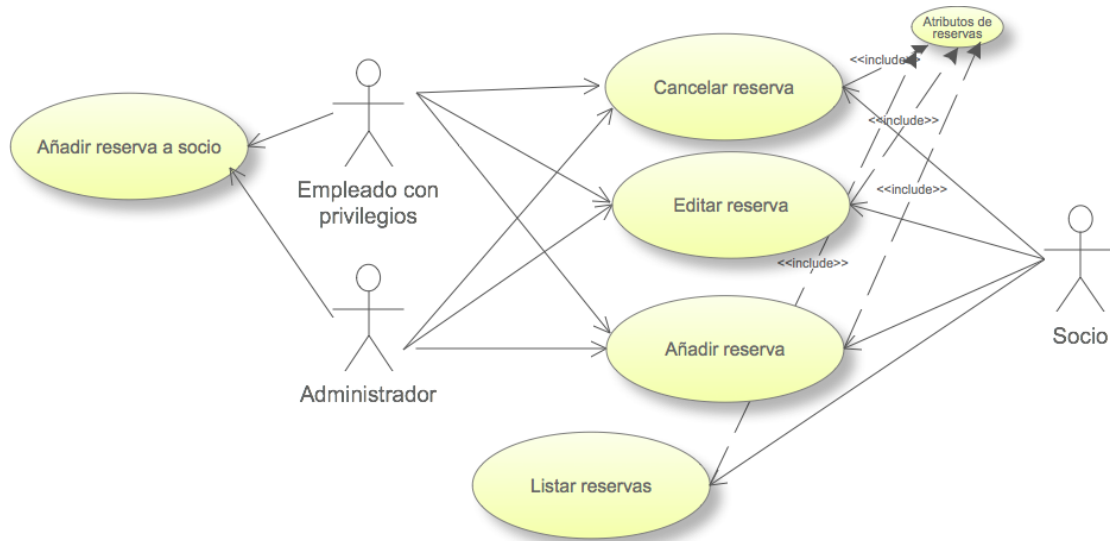 Atributos de
reservas
<<include>>
Cancelar reserva
<<include>>
Añadir reserva a socio
Empleado con
privilegios
Editar reserva
<<include>>
<<include>>
Socio
Añadir reserva
Administrador
Listar reservas